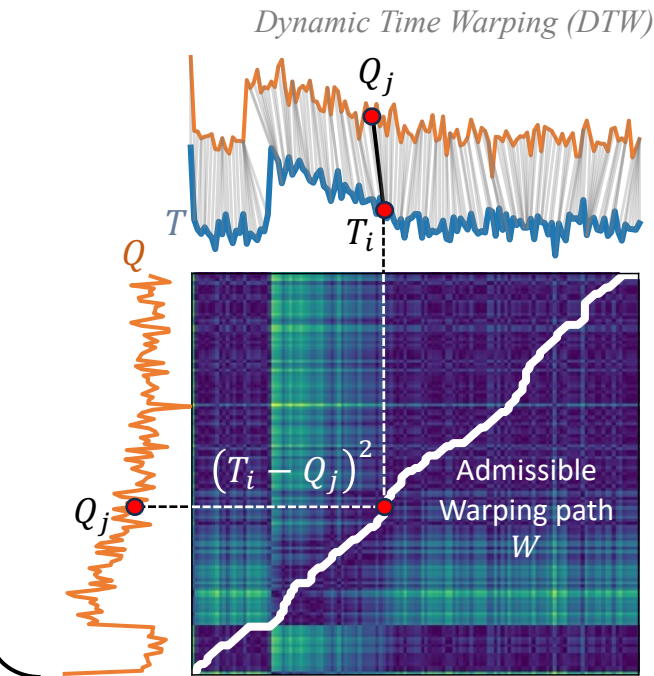 Dynamic Time Warping (DTW)
Q_j
T
T_i
Q
(T_i − Q_j)^2
Q_j
Admissible
Warping path
W